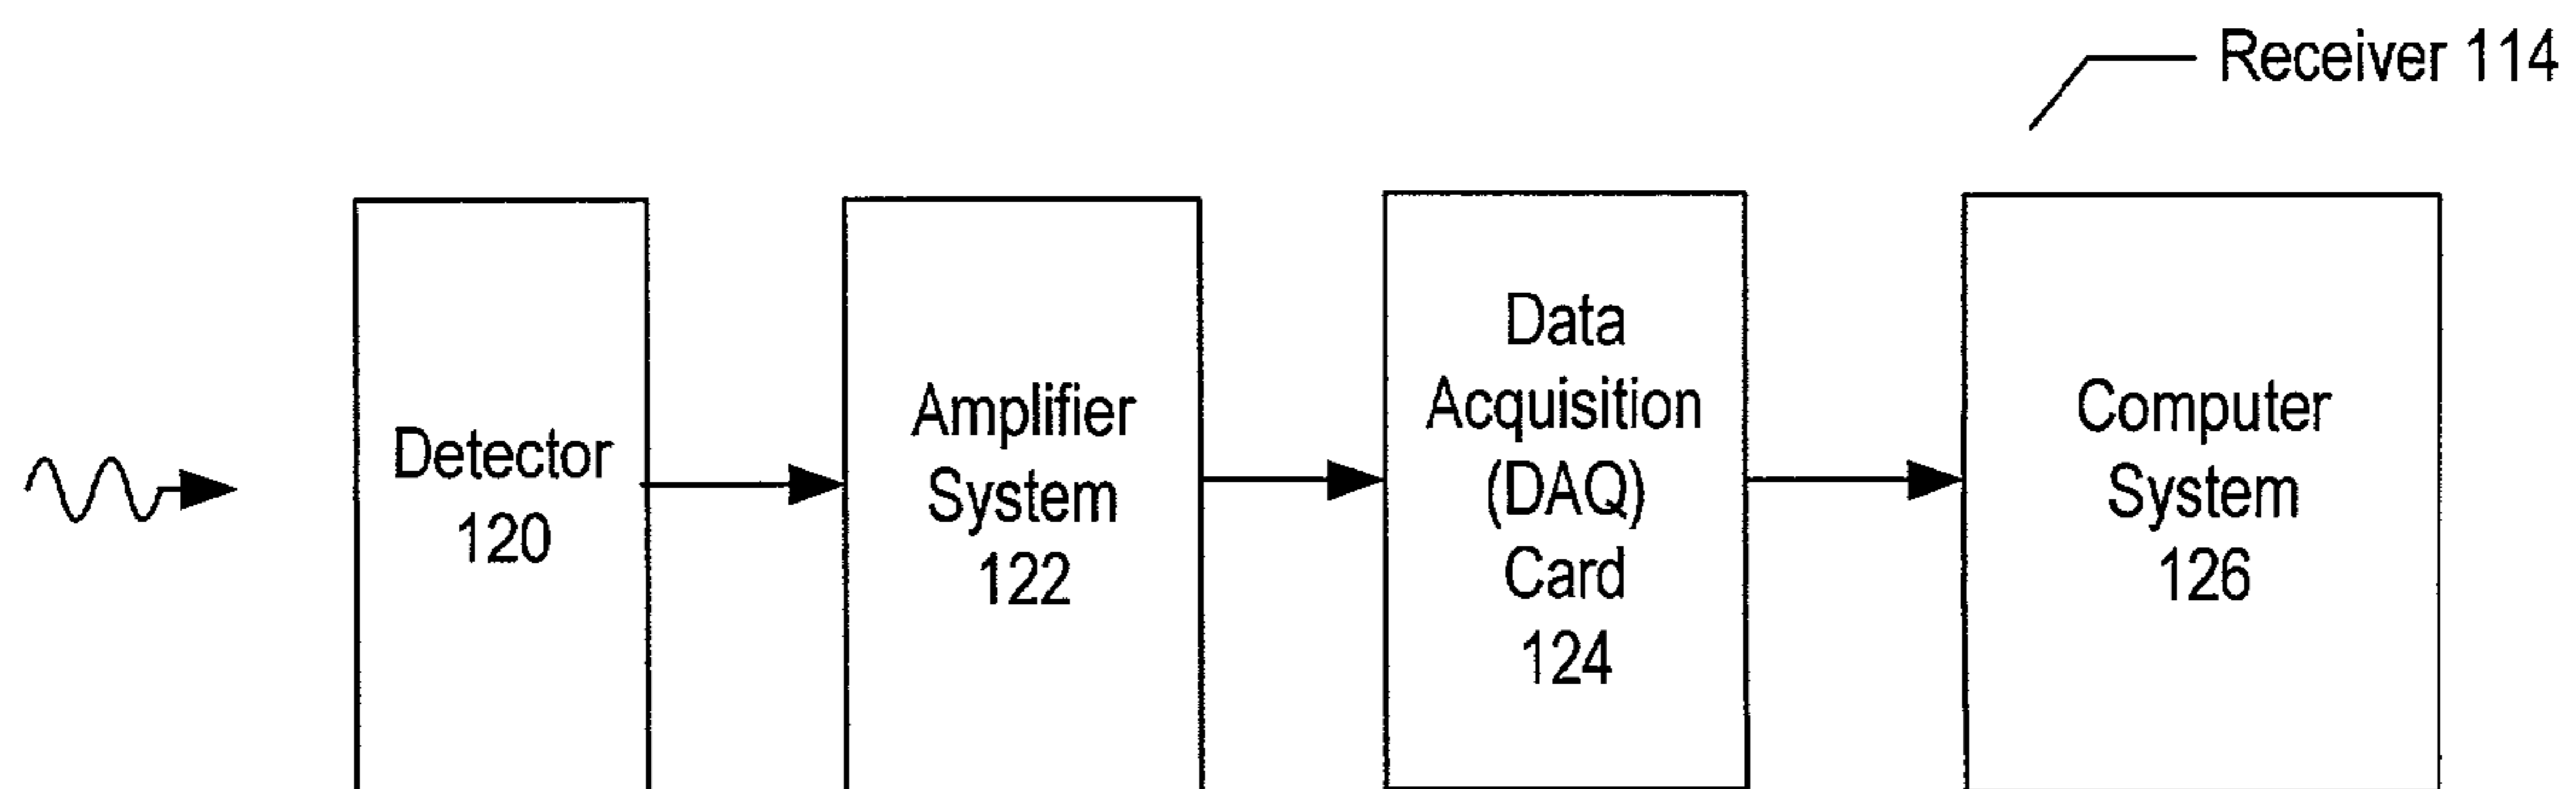 Receiver 114
Detector
120
Amplifier
System
122
Data
Acquisition
(DAQ)
Card
124
Computer
System
126